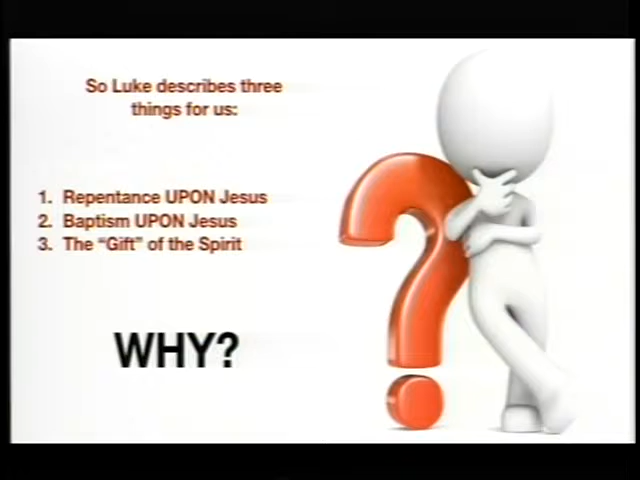 So Luke describes three
things for us:
1. Repentance UPON Jesus
2. Baptism UPON Jesus
3. The “Gift” of the Spirit
WHY?